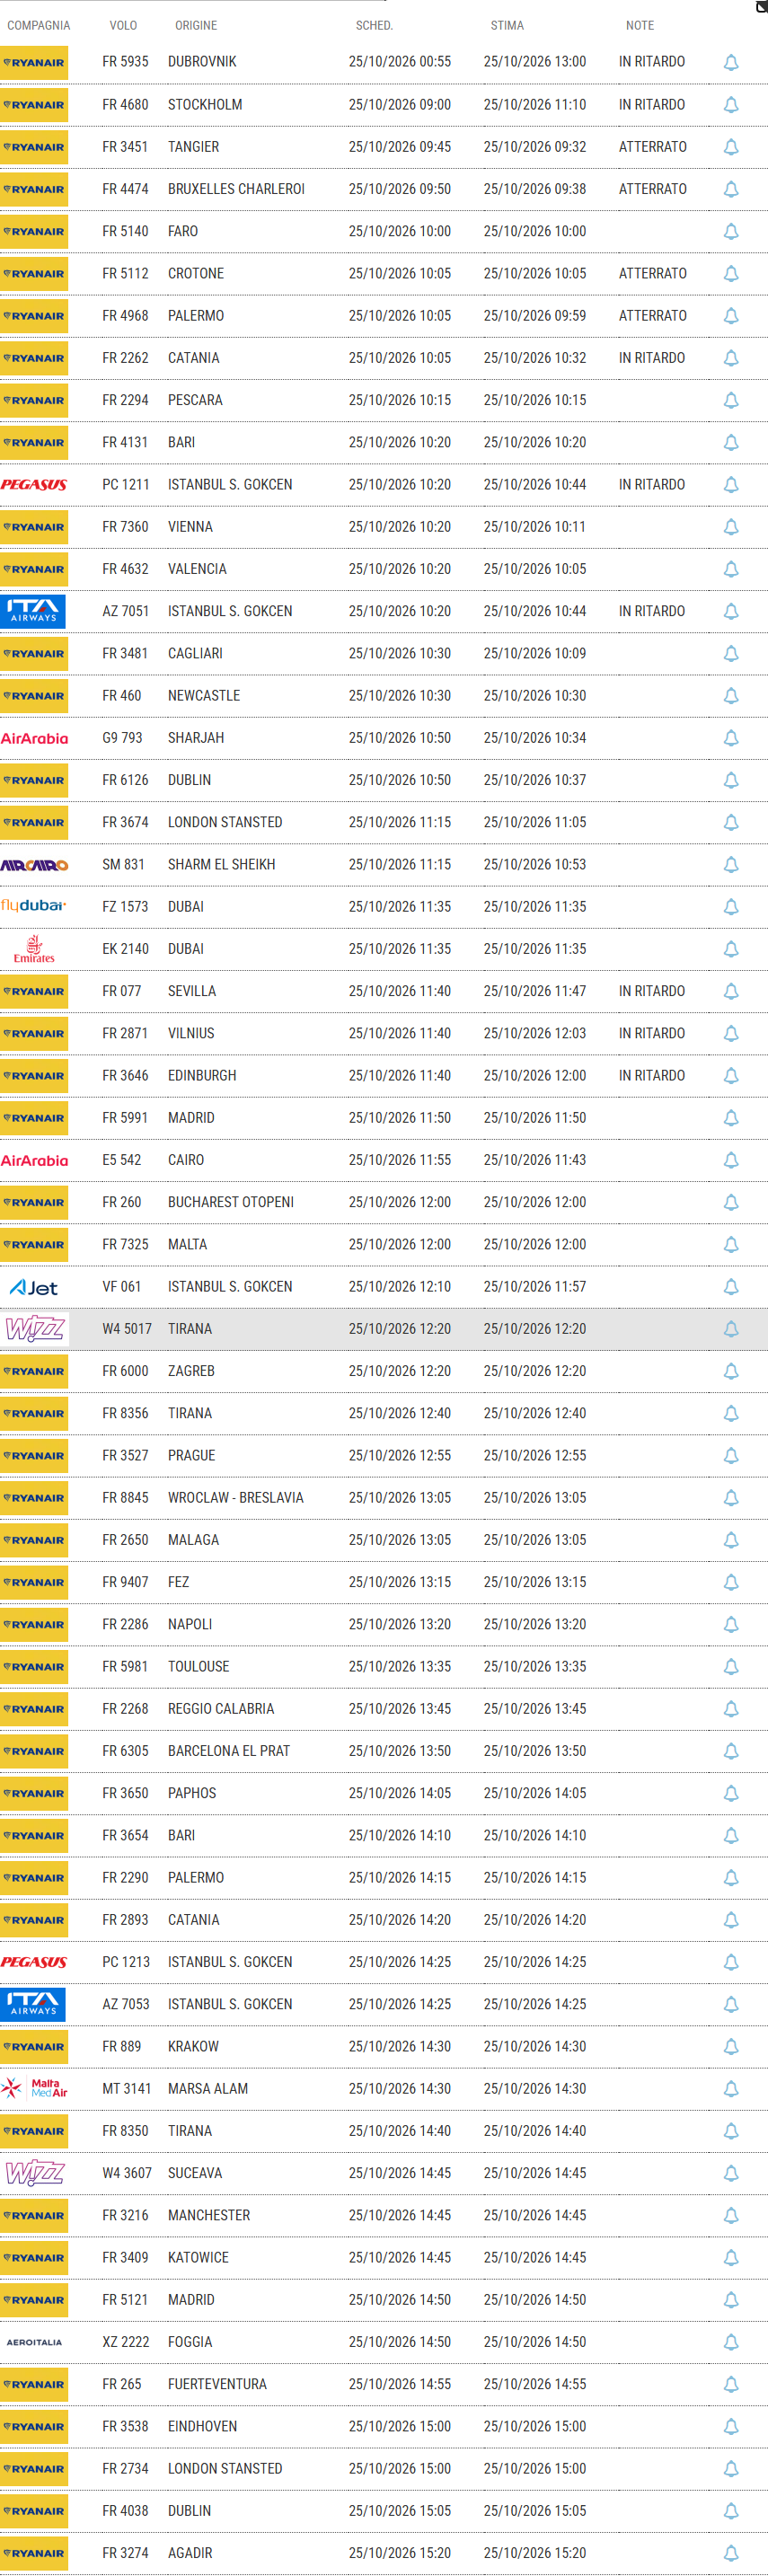 COMPAGNIA VOLO ORIGINE SCHED. STIMA NOTE
RYANAIR FR 5935 DUBROVNIK 25/10/2026 00:55 25/10/2026 13:00 IN RITARDO
RYANAIR FR 4680 STOCKHOLM 25/10/2026 09:00 25/10/2026 11:10 IN RITARDO
RYANAIR FR 3451 TANGIER 25/10/2026 09:45 25/10/2026 09:32 ATTERRATO
RYANAIR FR 4474 BRUXELLES CHARLEROI 25/10/2026 09:50 25/10/2026 09:38 ATTERRATO
RYANAIR FR 5140 FARO 25/10/2026 10:00 25/10/2026 10:00
RYANAIR FR 5112 CROTONE 25/10/2026 10:05 25/10/2026 10:05 ATTERRATO
RYANAIR FR 4968 PALERMO 25/10/2026 10:05 25/10/2026 09:59 ATTERRATO
RYANAIR FR 2262 CATANIA 25/10/2026 10:05 25/10/2026 10:32 IN RITARDO
RYANAIR FR 2294 PESCARA 25/10/2026 10:15 25/10/2026 10:15
RYANAIR FR 4131 BARI 25/10/2026 10:20 25/10/2026 10:20
PEGASUS PC 1211 ISTANBUL S. GOKCEN 25/10/2026 10:20 25/10/2026 10:44 IN RITARDO
RYANAIR FR 7360 VIENNA 25/10/2026 10:20 25/10/2026 10:11
RYANAIR FR 4632 VALENCIA 25/10/2026 10:20 25/10/2026 10:05
ITA AIRWAYS AZ 7051 ISTANBUL S. GOKCEN 25/10/2026 10:20 25/10/2026 10:44 IN RITARDO
RYANAIR FR 3481 CAGLIARI 25/10/2026 10:30 25/10/2026 10:09
RYANAIR FR 460 NEWCASTLE 25/10/2026 10:30 25/10/2026 10:30
AirArabia G9 793 SHARJAH 25/10/2026 10:50 25/10/2026 10:34
RYANAIR FR 6126 DUBLIN 25/10/2026 10:50 25/10/2026 10:37
RYANAIR FR 3674 LONDON STANSTED 25/10/2026 11:15 25/10/2026 11:05
AIRCAIRO SM 831 SHARM EL SHEIKH 25/10/2026 11:15 25/10/2026 10:53
flydubai FZ 1573 DUBAI 25/10/2026 11:35 25/10/2026 11:35
Emirates EK 2140 DUBAI 25/10/2026 11:35 25/10/2026 11:35
RYANAIR FR 077 SEVILLA 25/10/2026 11:40 25/10/2026 11:47 IN RITARDO
RYANAIR FR 2871 VILNIUS 25/10/2026 11:40 25/10/2026 12:03 IN RITARDO
RYANAIR FR 3646 EDINBURGH 25/10/2026 11:40 25/10/2026 12:00 IN RITARDO
RYANAIR FR 5991 MADRID 25/10/2026 11:50 25/10/2026 11:50
AirArabia E5 542 CAIRO 25/10/2026 11:55 25/10/2026 11:43
RYANAIR FR 260 BUCHAREST OTOPENI 25/10/2026 12:00 25/10/2026 12:00
RYANAIR FR 7325 MALTA 25/10/2026 12:00 25/10/2026 12:00
AJet VF 061 ISTANBUL S. GOKCEN 25/10/2026 12:10 25/10/2026 11:57
Wizz W4 5017 TIRANA 25/10/2026 12:20 25/10/2026 12:20
RYANAIR FR 6000 ZAGREB 25/10/2026 12:20 25/10/2026 12:20
RYANAIR FR 8356 TIRANA 25/10/2026 12:40 25/10/2026 12:40
RYANAIR FR 3527 PRAGUE 25/10/2026 12:55 25/10/2026 12:55
RYANAIR FR 8845 WROCLAW - BRESLAVIA 25/10/2026 13:05 25/10/2026 13:05
RYANAIR FR 2650 MALAGA 25/10/2026 13:05 25/10/2026 13:05
RYANAIR FR 9407 FEZ 25/10/2026 13:15 25/10/2026 13:15
RYANAIR FR 2286 NAPOLI 25/10/2026 13:20 25/10/2026 13:20
RYANAIR FR 5981 TOULOUSE 25/10/2026 13:35 25/10/2026 13:35
RYANAIR FR 2268 REGGIO CALABRIA 25/10/2026 13:45 25/10/2026 13:45
RYANAIR FR 6305 BARCELONA EL PRAT 25/10/2026 13:50 25/10/2026 13:50
RYANAIR FR 3650 PAPHOS 25/10/2026 14:05 25/10/2026 14:05
RYANAIR FR 3654 BARI 25/10/2026 14:10 25/10/2026 14:10
RYANAIR FR 2290 PALERMO 25/10/2026 14:15 25/10/2026 14:15
RYANAIR FR 2893 CATANIA 25/10/2026 14:20 25/10/2026 14:20
PEGASUS PC 1213 ISTANBUL S. GOKCEN 25/10/2026 14:25 25/10/2026 14:25
ITA AIRWAYS AZ 7053 ISTANBUL S. GOKCEN 25/10/2026 14:25 25/10/2026 14:25
RYANAIR FR 889 KRAKOW 25/10/2026 14:30 25/10/2026 14:30
Malta MedAir MT 3141 MARSA ALAM 25/10/2026 14:30 25/10/2026 14:30
RYANAIR FR 8350 TIRANA 25/10/2026 14:40 25/10/2026 14:40
Wizz W4 3607 SUCEAVA 25/10/2026 14:45 25/10/2026 14:45
RYANAIR FR 3216 MANCHESTER 25/10/2026 14:45 25/10/2026 14:45
RYANAIR FR 3409 KATOWICE 25/10/2026 14:45 25/10/2026 14:45
RYANAIR FR 5121 MADRID 25/10/2026 14:50 25/10/2026 14:50
AEROITALIA XZ 2222 FOGGIA 25/10/2026 14:50 25/10/2026 14:50
RYANAIR FR 265 FUERTEVENTURA 25/10/2026 14:55 25/10/2026 14:55
RYANAIR FR 3538 EINDHOVEN 25/10/2026 15:00 25/10/2026 15:00
RYANAIR FR 2734 LONDON STANSTED 25/10/2026 15:00 25/10/2026 15:00
RYANAIR FR 4038 DUBLIN 25/10/2026 15:05 25/10/2026 15:05
RYANAIR FR 3274 AGADIR 25/10/2026 15:20 25/10/2026 15:20